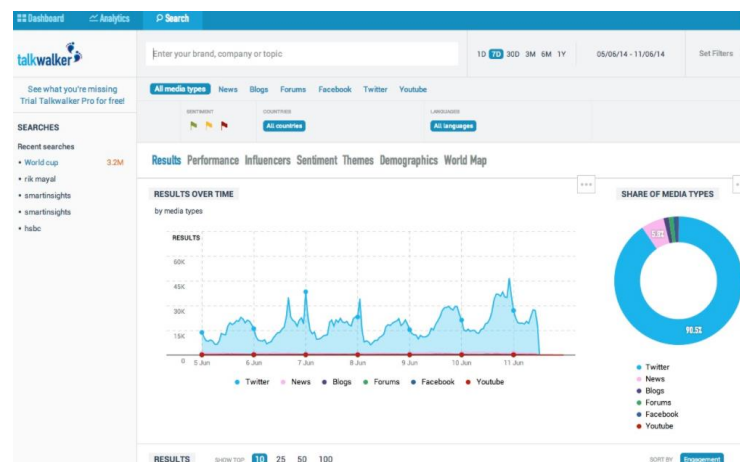 Dashboard Analytics Search
talkwalker
Enter your brand, company or topic
1D 7D 30D 3M 6M 1Y
05/06/14 - 11/06/14
Set Filters
See what you're missing
Trial Talkwalker Pro for free!
All media types News Blogs Forums Facebook Twitter Youtube
SENTIMENT COUNTRIES LANGUAGES
All countries All languages
SEARCHES
Recent searches
• World cup 3.2M
• rik mayal
• smartinsights
• smartinsights
• hsbc
Results Performance Influencers Sentiment Themes Demographics World Map
RESULTS OVER TIME
by media types
RESULTS
60K
45K
30K
15K
0 5.Jun 6.Jun 7.Jun 8.Jun 9.Jun 10.Jun 11.Jun
• Twitter • News • Blogs • Forums • Facebook • Youtube
SHARE OF MEDIA TYPES
90.5%
• Twitter
• News
• Blogs
• Forums
• Facebook
• Youtube
RESULTS SHOW TOP 10 25 50 100
SORT BY Engagement